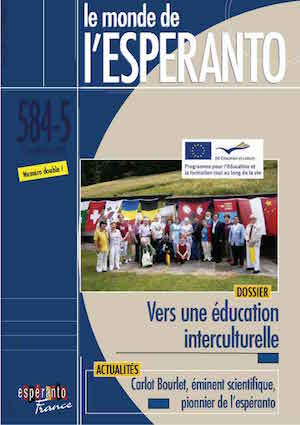 le monde de
l'ESPERANTO
584-5
Numéro double !
Programme pour l'éducation et
la formation tout au long de la vie
DOSSIER
Vers une éducation
interculturelle
ACTUALITÉS
Carlot Bourlet, éminent scientifique,
pionnier de l'espéranto
espéranto
France